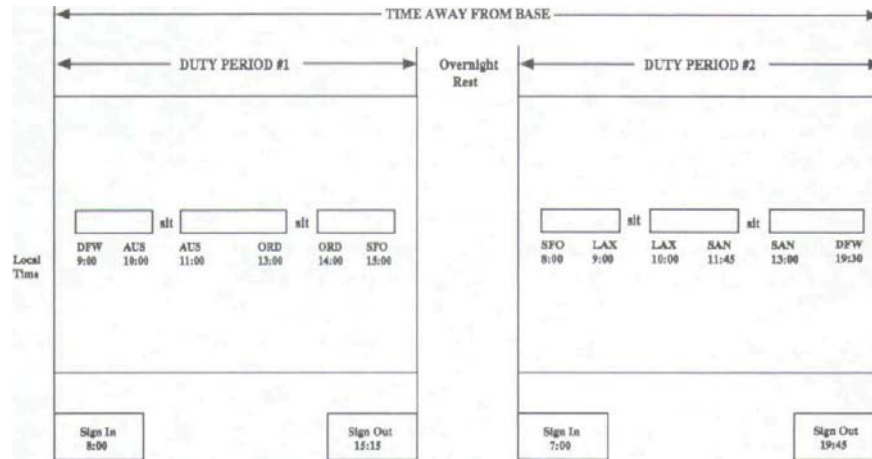 TIME AWAY FROM BASE
DUTY PERIOD #1
Overnight
Rest
DUTY PERIOD #2
sit
sit
sit
sit
DFW AUS AUS ORD ORD SFO
9:00 10:00 11:00 13:00 14:00 15:00
SFO LAX LAX SAN SAN DFW
8:00 9:00 10:00 11:45 13:00 19:30
Local
Time
Sign In
8:00
Sign Out
15:15
Sign In
7:00
Sign Out
19:45